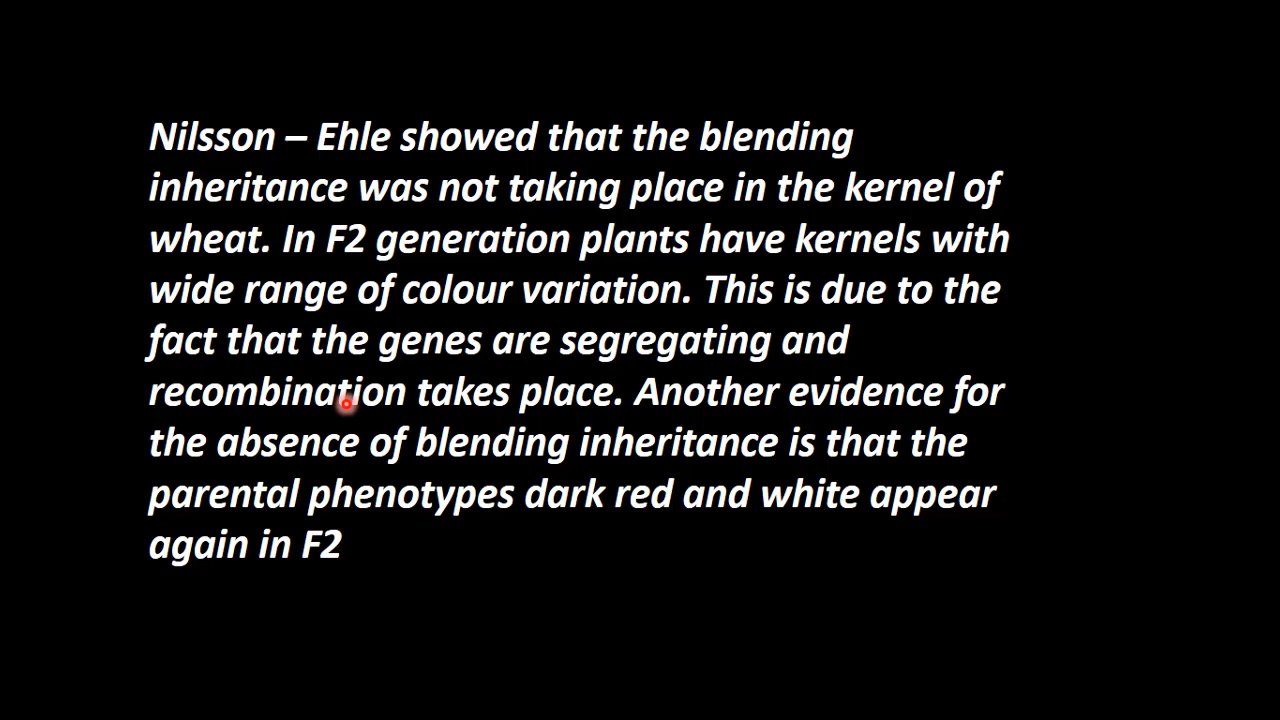 Nilsson – Ehle showed that the blending
inheritance was not taking place in the kernel of
wheat. In F2 generation plants have kernels with
wide range of colour variation. This is due to the
fact that the genes are segregating and
recombination takes place. Another evidence for
the absence of blending inheritance is that the
parental phenotypes dark red and white appear
again in F2